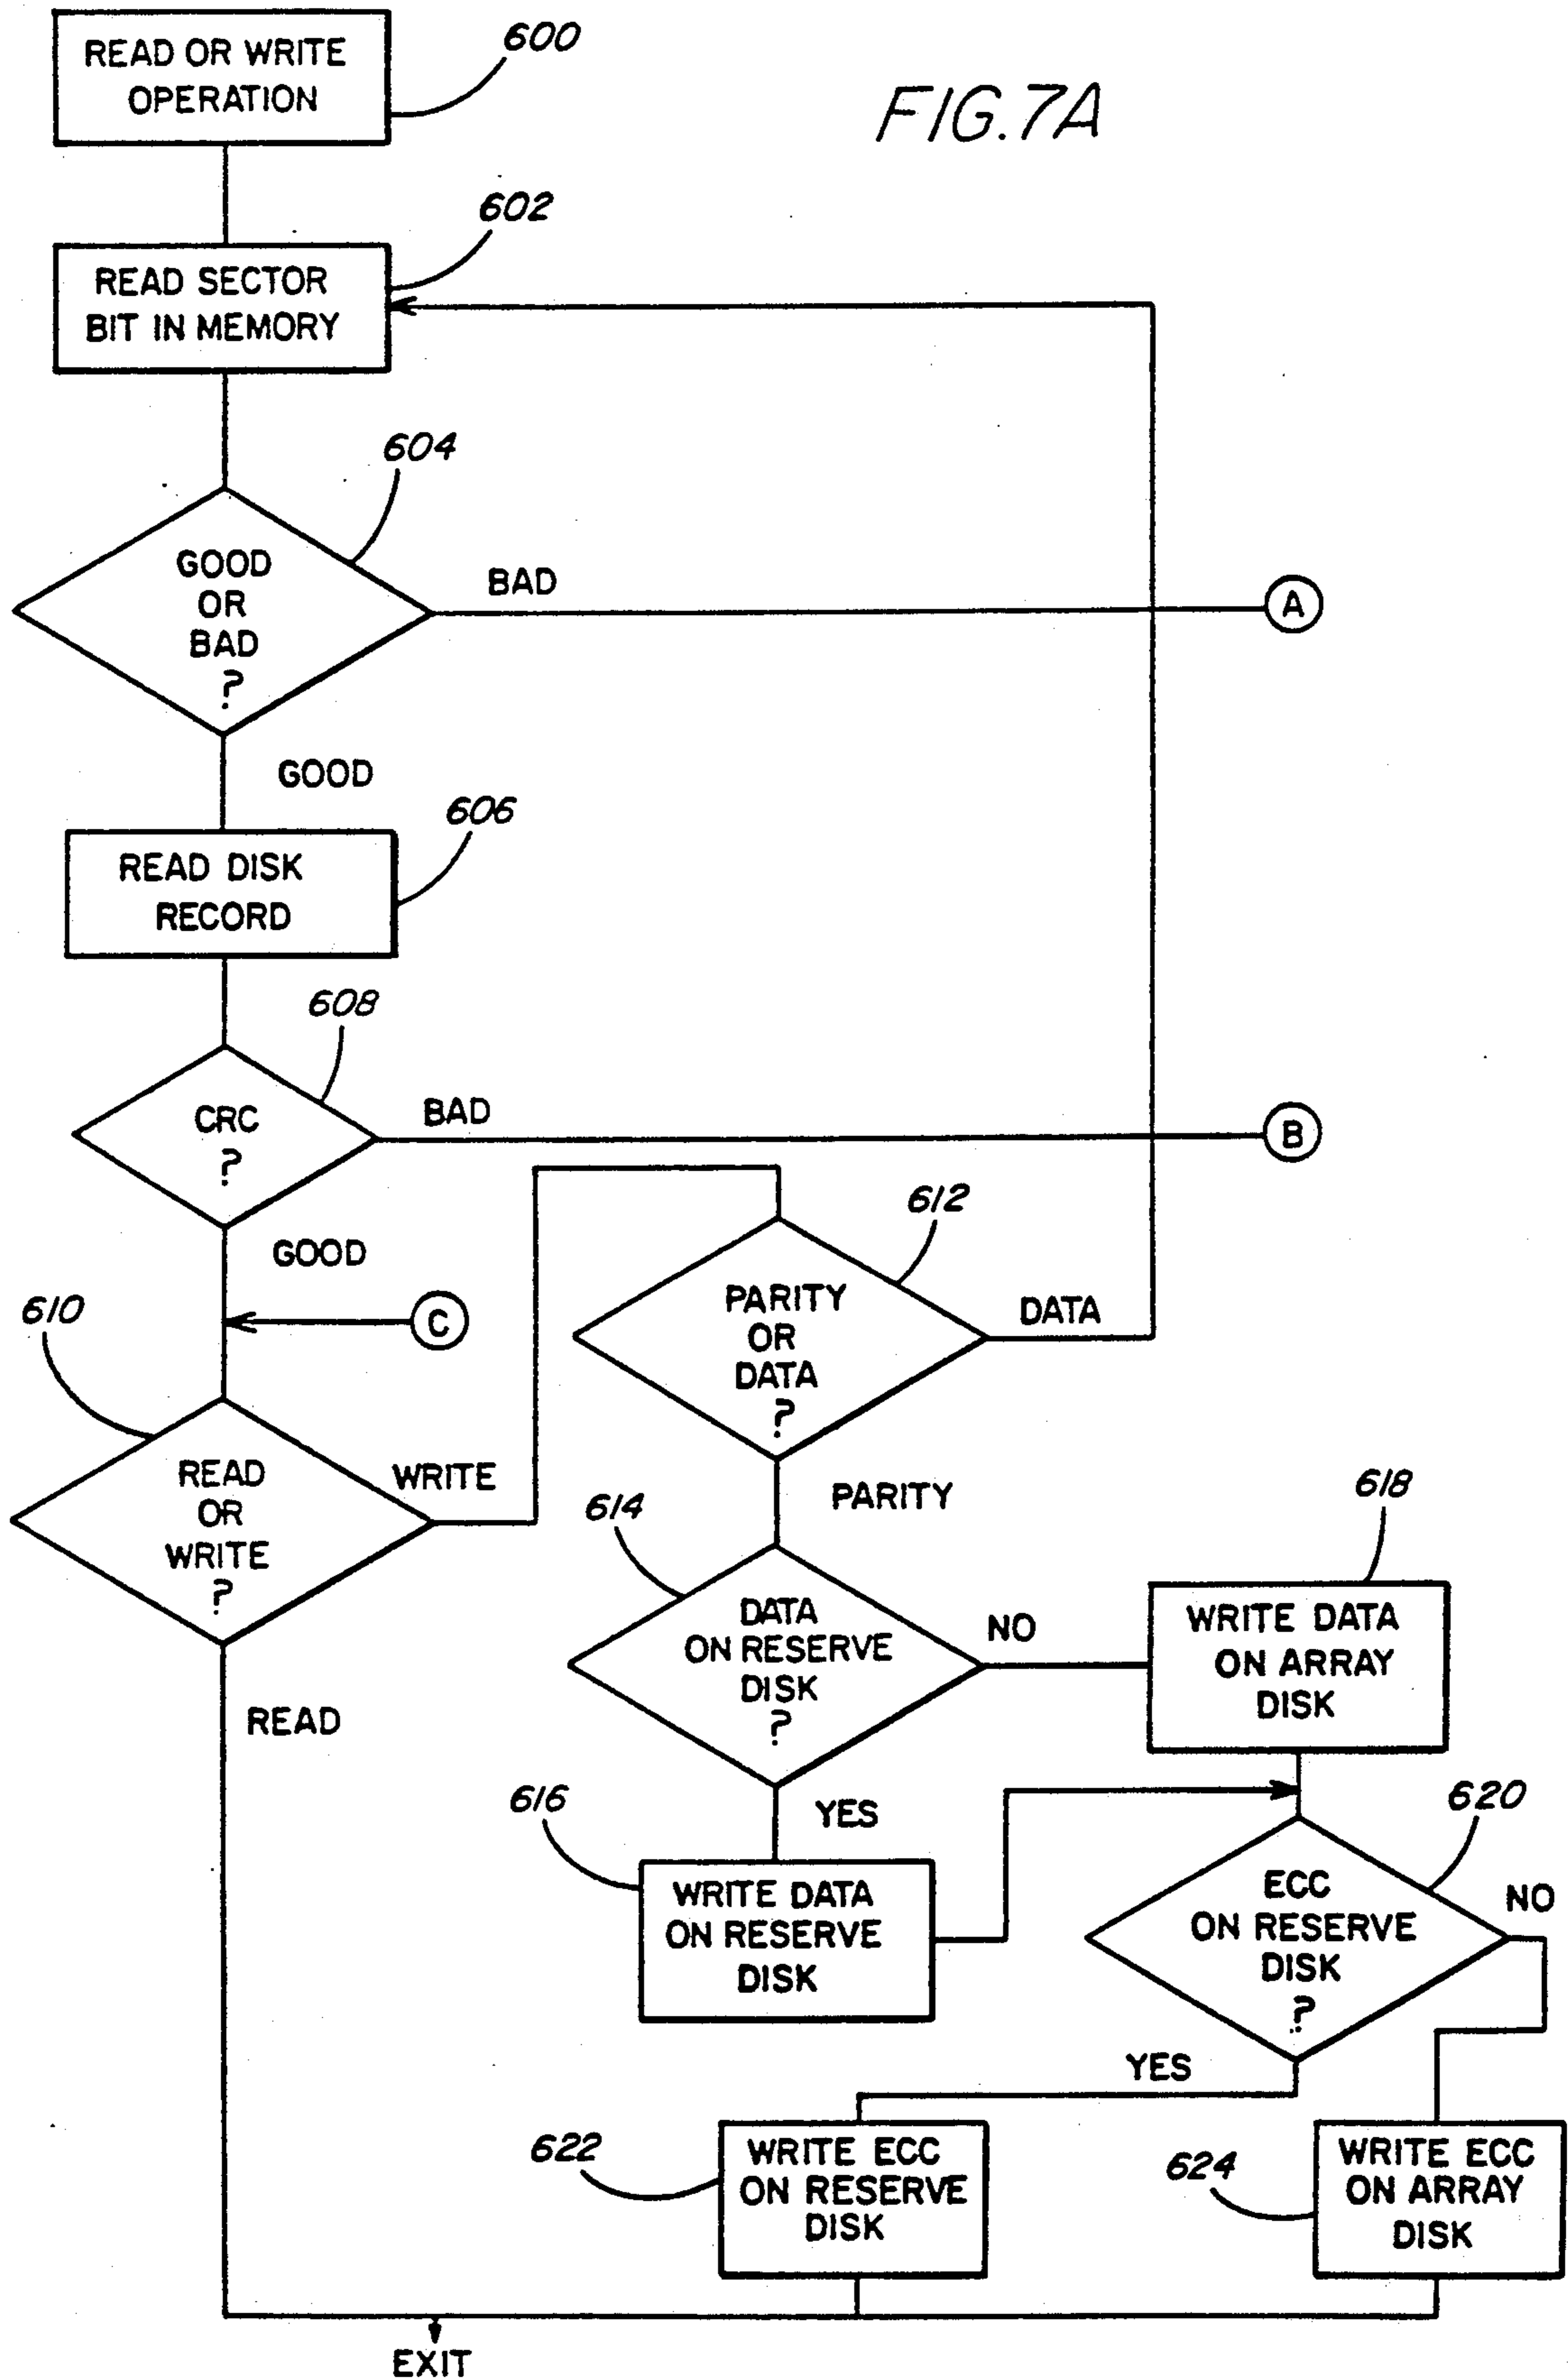 READ OR WRITE
OPERATION
600
FIG.7A
602
READ SECTOR
BIT IN MEMORY
604
GOOD
OR
BAD
?
BAD
A
GOOD
606
READ DISK
RECORD
608
CRC
?
BAD
B
GOOD
612
C
610
PARITY
OR
DATA
?
DATA
READ
OR
WRITE
?
WRITE
PARITY
614
618
DATA
ON RESERVE
DISK
?
NO
WRITE DATA
ON ARRAY
DISK
READ
YES
616
620
WRITE DATA
ON RESERVE
DISK
ECC
ON RESERVE
DISK
?
NO
YES
622
WRITE ECC
ON RESERVE
DISK
624
WRITE ECC
ON ARRAY
DISK
EXIT